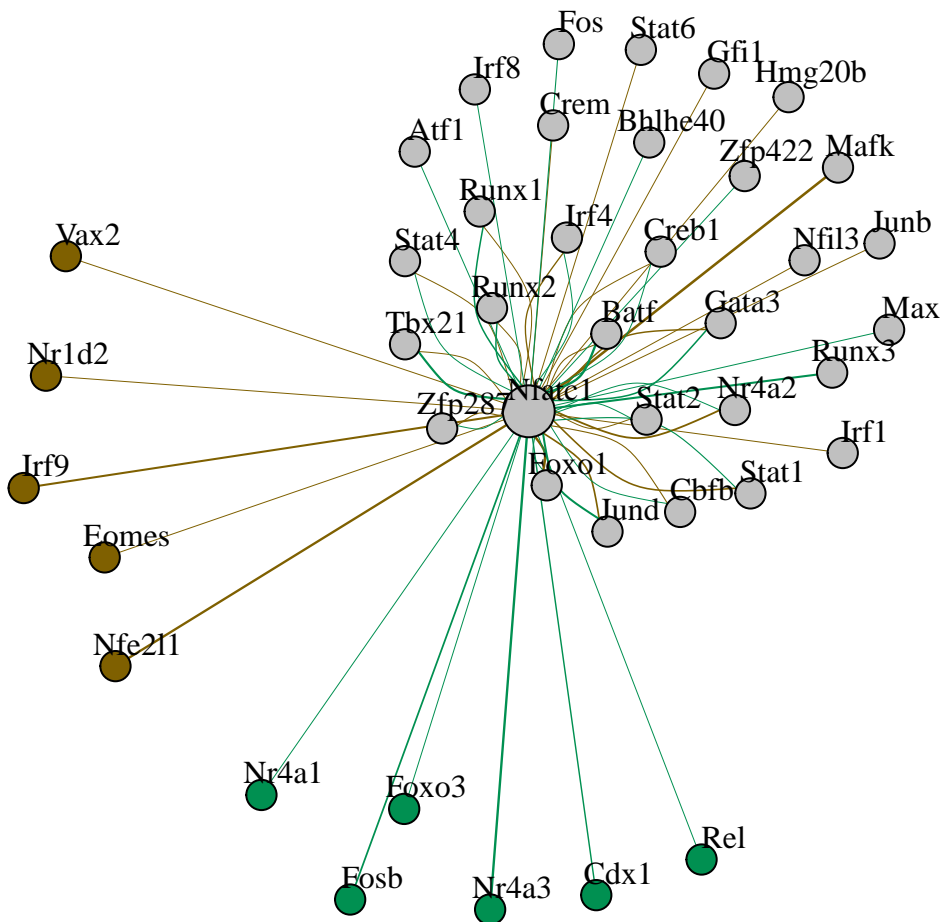 Fos
Stat6
Gfi1
Irf8
Hmg20b
Crem
Bhlhe40
Atf1
Zfp422
Mafk
Runx1
Irf4
Creb1
Junb
Vax2
Stat4
Nfil3
Runx2
Batf
Gata3
Max
Tbx21
Nr1d2
Runx3
Nfatc1
Nr4a2
Zfp287
Stat2
Irf1
Irf9
Foxo1
Stat1
Cbfb
Jund
Eomes
Nfe2l1
Nr4a1
Foxo3
Rel
Fosb
Nr4a3
Cdx1